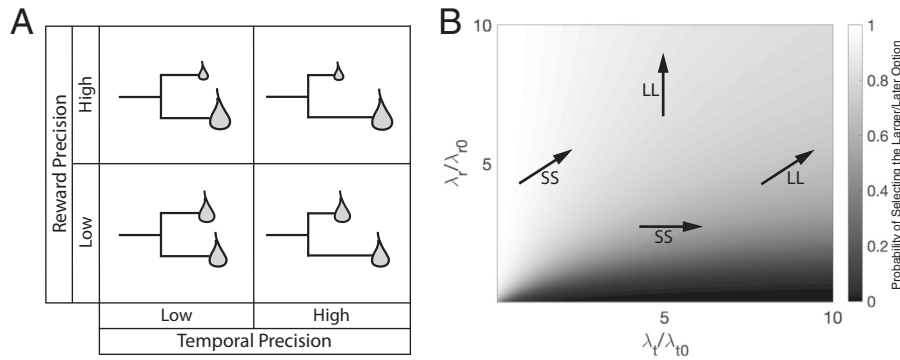 A
Reward Precision
High
Low
Low
High
Temporal Precision
B
10
5
λr/λr0
LL
SS
LL
SS
5
10
λt/λt0
1
0.8
0.6
0.4
0.2
0
Probability of Selecting the Larger/Later Option